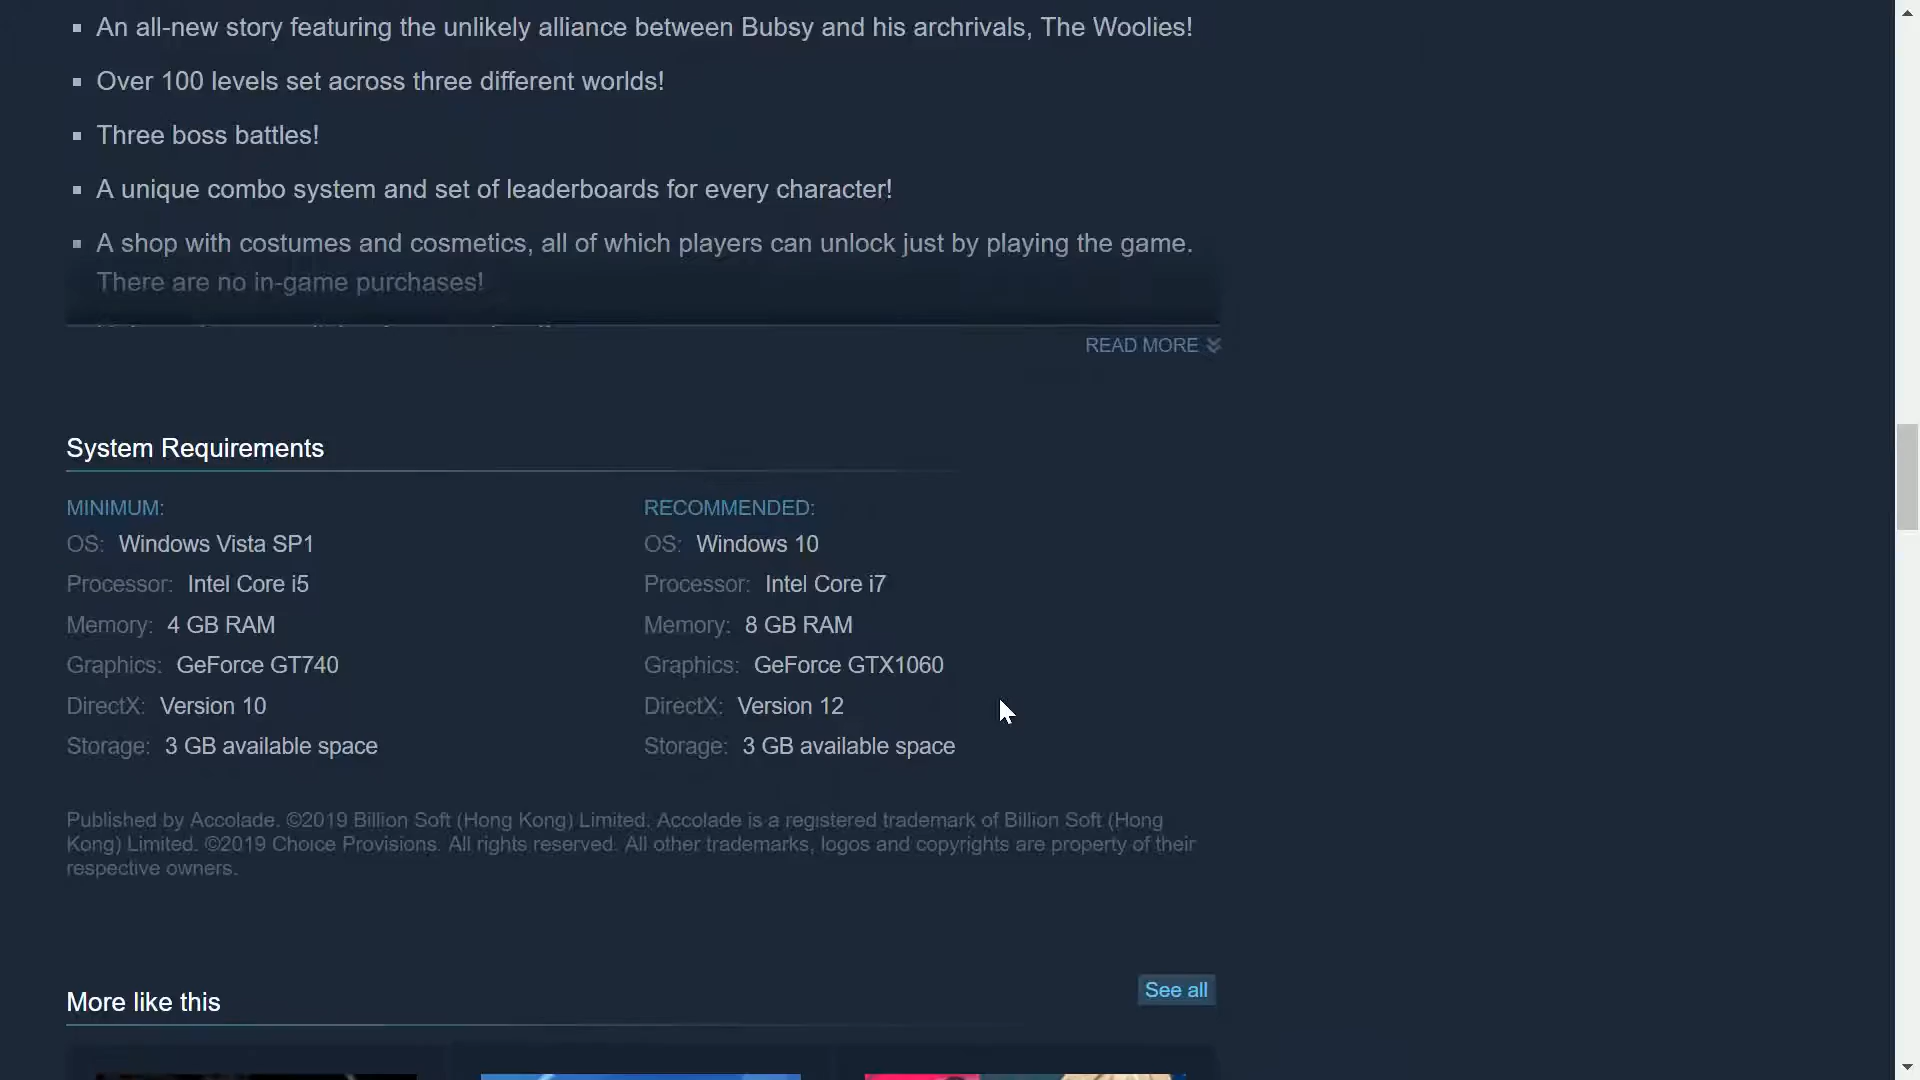 An all-new story featuring the unlikely alliance between Bubsy and his archrivals, The Woolies!
Over 100 levels set across three different worlds!
Three boss battles!
A unique combo system and set of leaderboards for every character!
A shop with costumes and cosmetics, all of which players can unlock just by playing the game.
There are no in-game purchases!
READ MORE
System Requirements
MINIMUM:
OS: Windows Vista SP1
Processor: Intel Core i5
Memory: 4 GB RAM
Graphics: GeForce GT740
DirectX: Version 10
Storage: 3 GB available space
RECOMMENDED:
OS: Windows 10
Processor: Intel Core i7
Memory: 8 GB RAM
Graphics: GeForce GTX1060
DirectX: Version 12
Storage: 3 GB available space
Published by Accolade. ©2019 Billion Soft (Hong Kong) Limited. Accolade is a registered trademark of Billion Soft (Hong
Kong) Limited. ©2019 Choice Provisions. All rights reserved. All other trademarks, logos and copyrights are property of their
respective owners.
More like this
See all